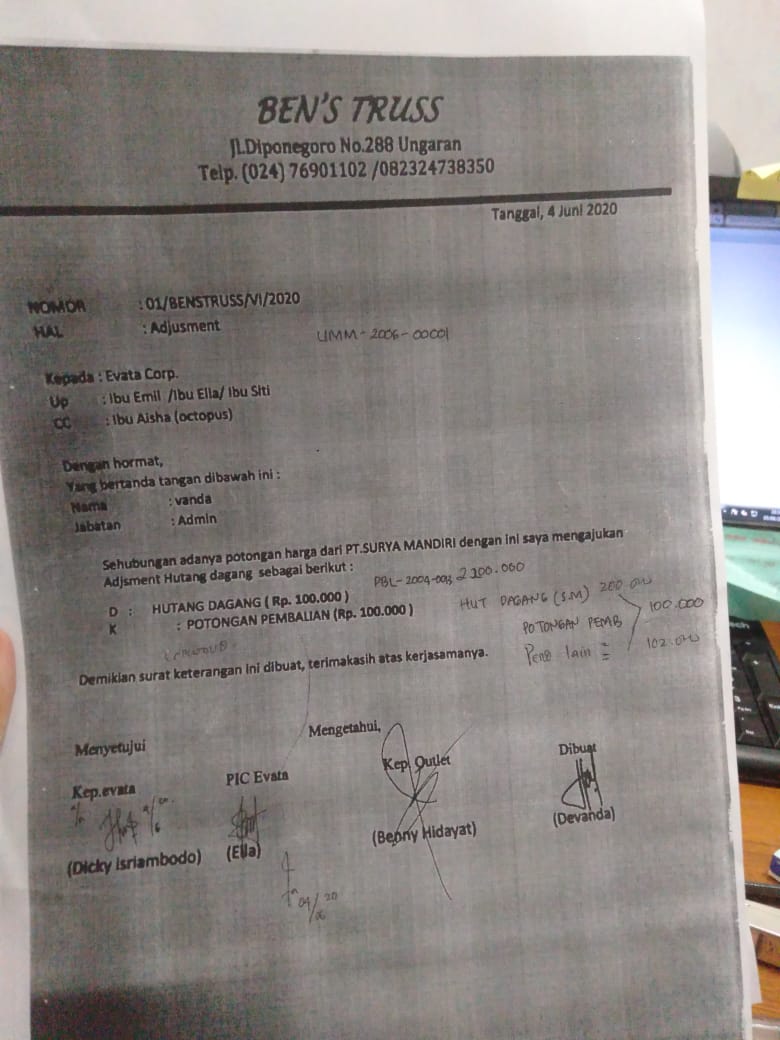 BEN'S TRUSS
Jl.Diponegoro No.288 Ungaran
Telp. (024) 76901102 /082324738350
Tanggal, 4 Juni 2020
NOMOR : 01/BENSTRUSS/VI/2020
HAL : Adjusment
UMM-2006-00001
Kepada : Evata Corp.
Up : Ibu Emil /Ibu Ella/ Ibu Siti
CC : Ibu Aisha (octopus)
Dengan hormat,
Yang bertanda tangan dibawah ini :
Nama : vanda
Jabatan : Admin
Sehubungan adanya potongan harga dari PT.SURYA MANDIRI dengan ini saya mengajukan
Adjsment Hutang dagang sebagai berikut :
PBL-2004-003 2.100.000
D : HUTANG DAGANG ( Rp. 100.000 )
HUT DAGANG (S.M) 200.000
K : POTONGAN PEMBALIAN (Rp. 100.000 )
POTONGAN PEMB 100.000
Pend lain = 102.000
Demikian surat keterangan ini dibuat, terimakasih atas kerjasamanya.
Menyetujui
Mengetahui,
Dibuat
Kep.evata
PIC Evata
Kep. Outlet
(Dicky Isriambodo)
(Ella)
(Benny Hidayat)
(Devanda)
04/06 20